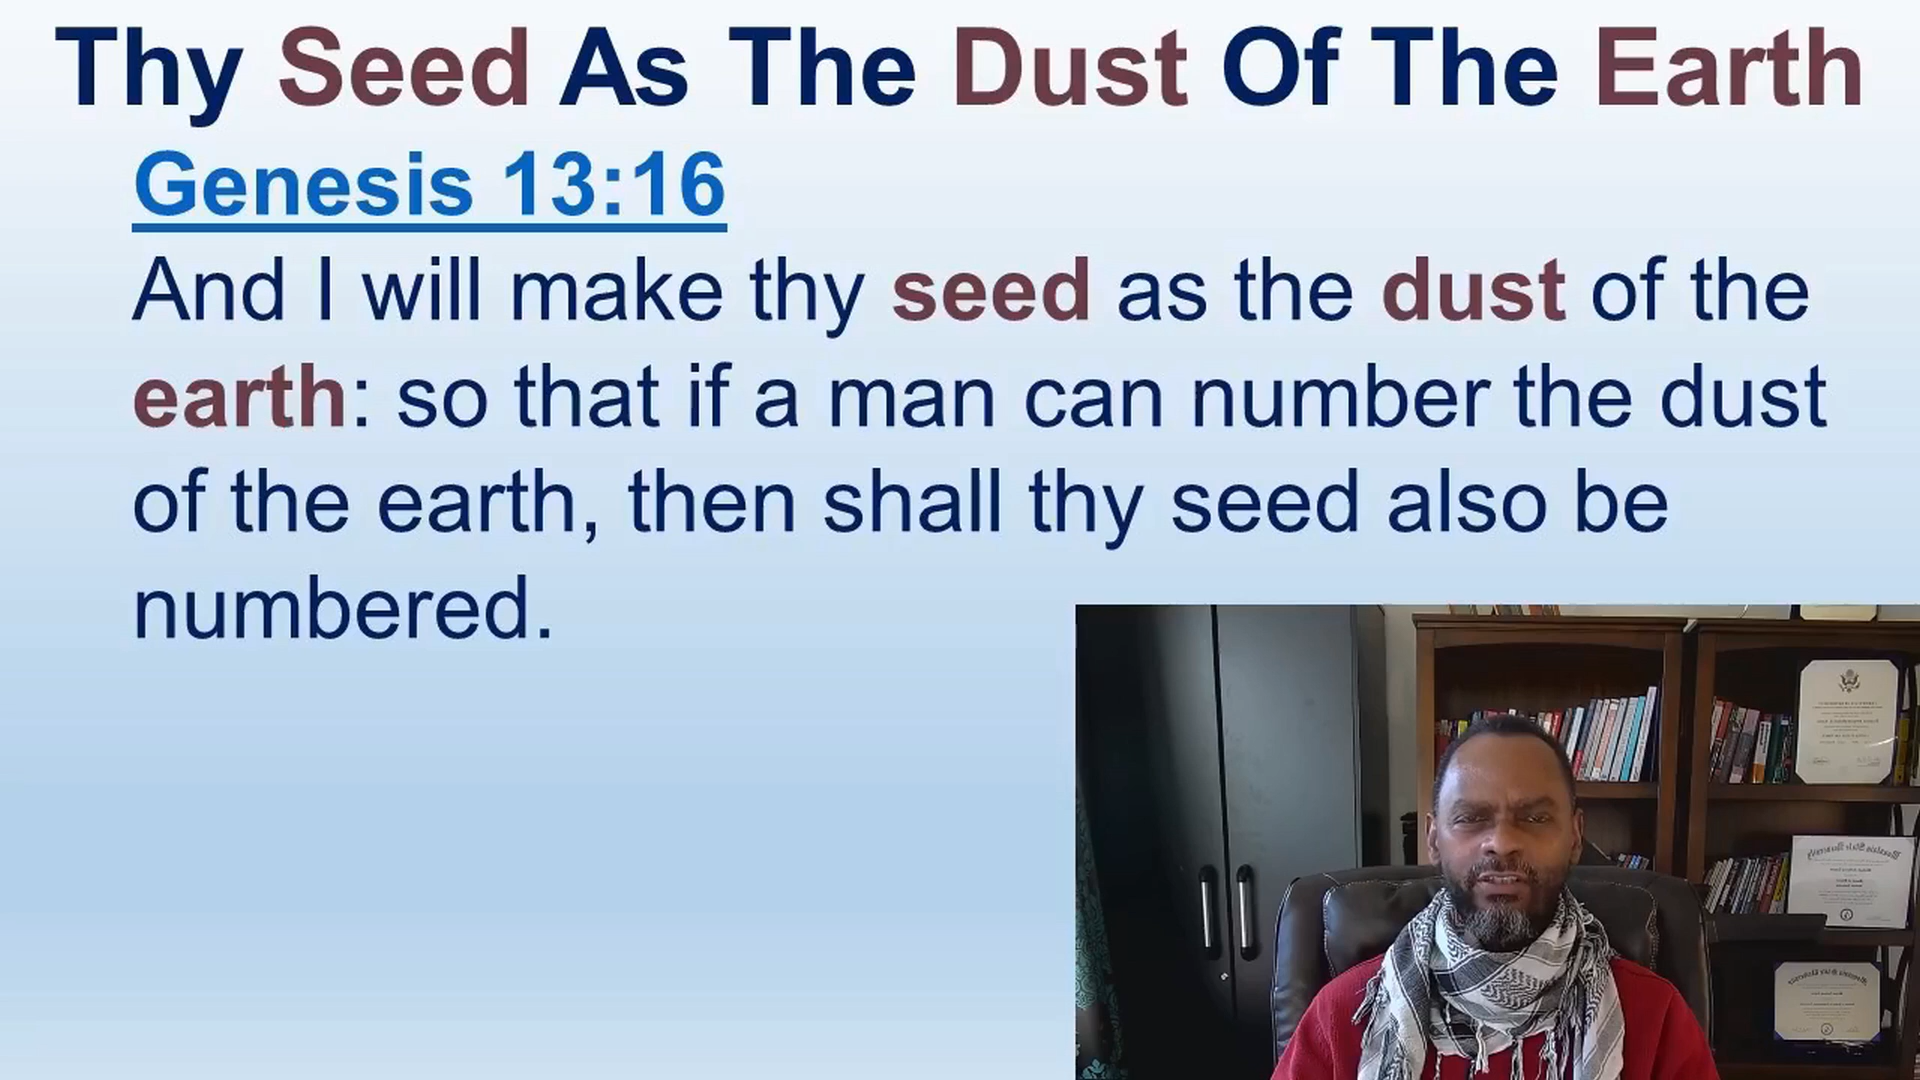 Thy Seed As The Dust Of The Earth
Genesis 13:16
And I will make thy seed as the dust of the
earth: so that if a man can number the dust
of the earth, then shall thy seed also be
numbered.